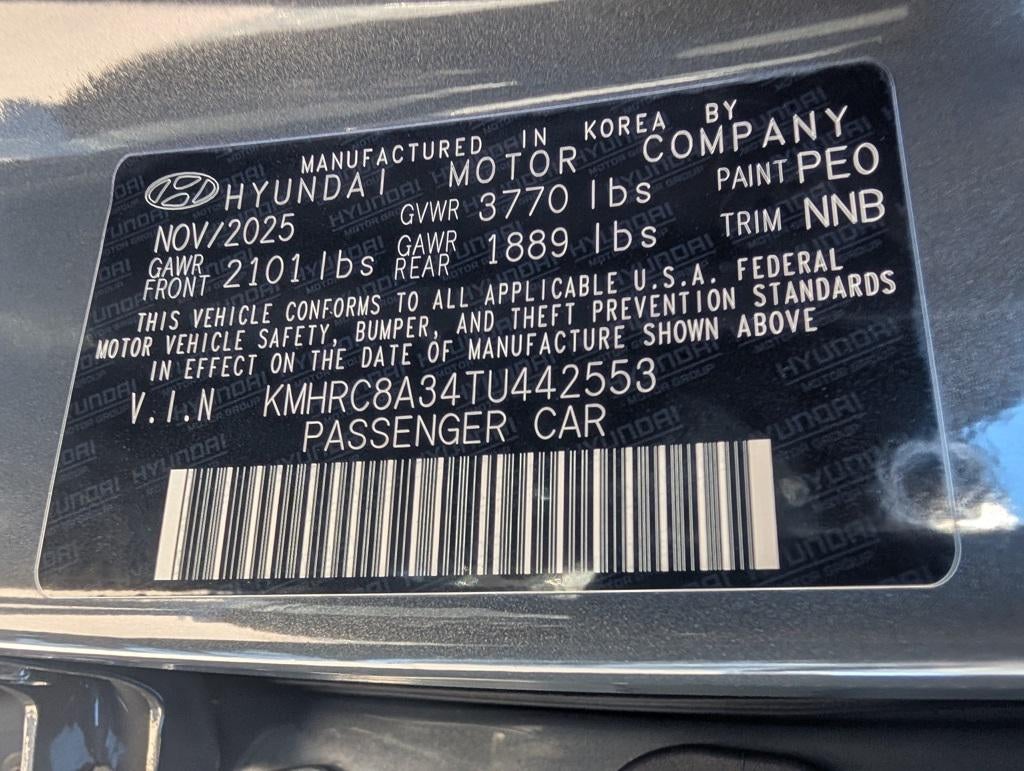 MANUFACTURED IN KOREA BY
HYUNDAI MOTOR COMPANY
NOV/2025 GVWR 3770 lbs PAINT PE0
GAWR FRONT 2101 lbs GAWR REAR 1889 lbs TRIM NNB
THIS VEHICLE CONFORMS TO ALL APPLICABLE U.S.A. FEDERAL
MOTOR VEHICLE SAFETY, BUMPER, AND THEFT PREVENTION STANDARDS
IN EFFECT ON THE DATE OF MANUFACTURE SHOWN ABOVE
V.I.N KMHRC8A34TU442553
PASSENGER CAR